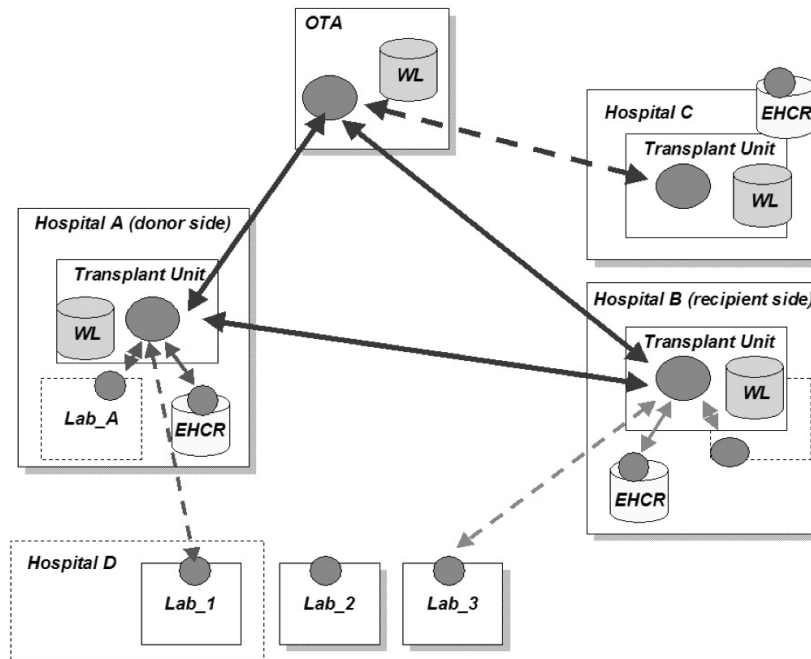 OTA
WL
EHCR
Hospital C
Transplant Unit
WL
Hospital A (donor side)
Transplant Unit
WL
Lab_A
EHCR
Hospital B (recipient side)
Transplant Unit
WL
EHCR
Hospital D
Lab_1
Lab_2
Lab_3